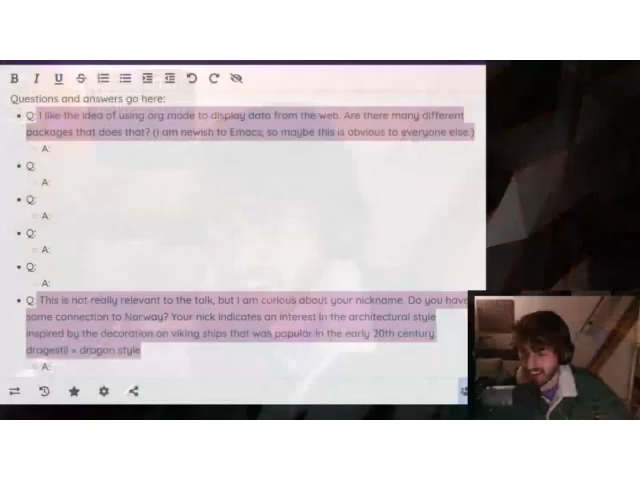 B I U S
Questions and answers go here:
Q: I like the idea of using org mode to display data from the web. Are there many different
packages that does that? (I am newish to Emacs, so maybe this is obvious to everyone else.)
A:
Q:
A:
Q:
A:
Q:
A:
Q:
A:
Q: This is not really relevant to the talk, but I am curious about your nickname. Do you have
some connection to Norway? Your nick indicates an interest in the architectural style
inspired by the decoration on viking ships that was popular in the early 20th century
dragestil = dragon style
A: